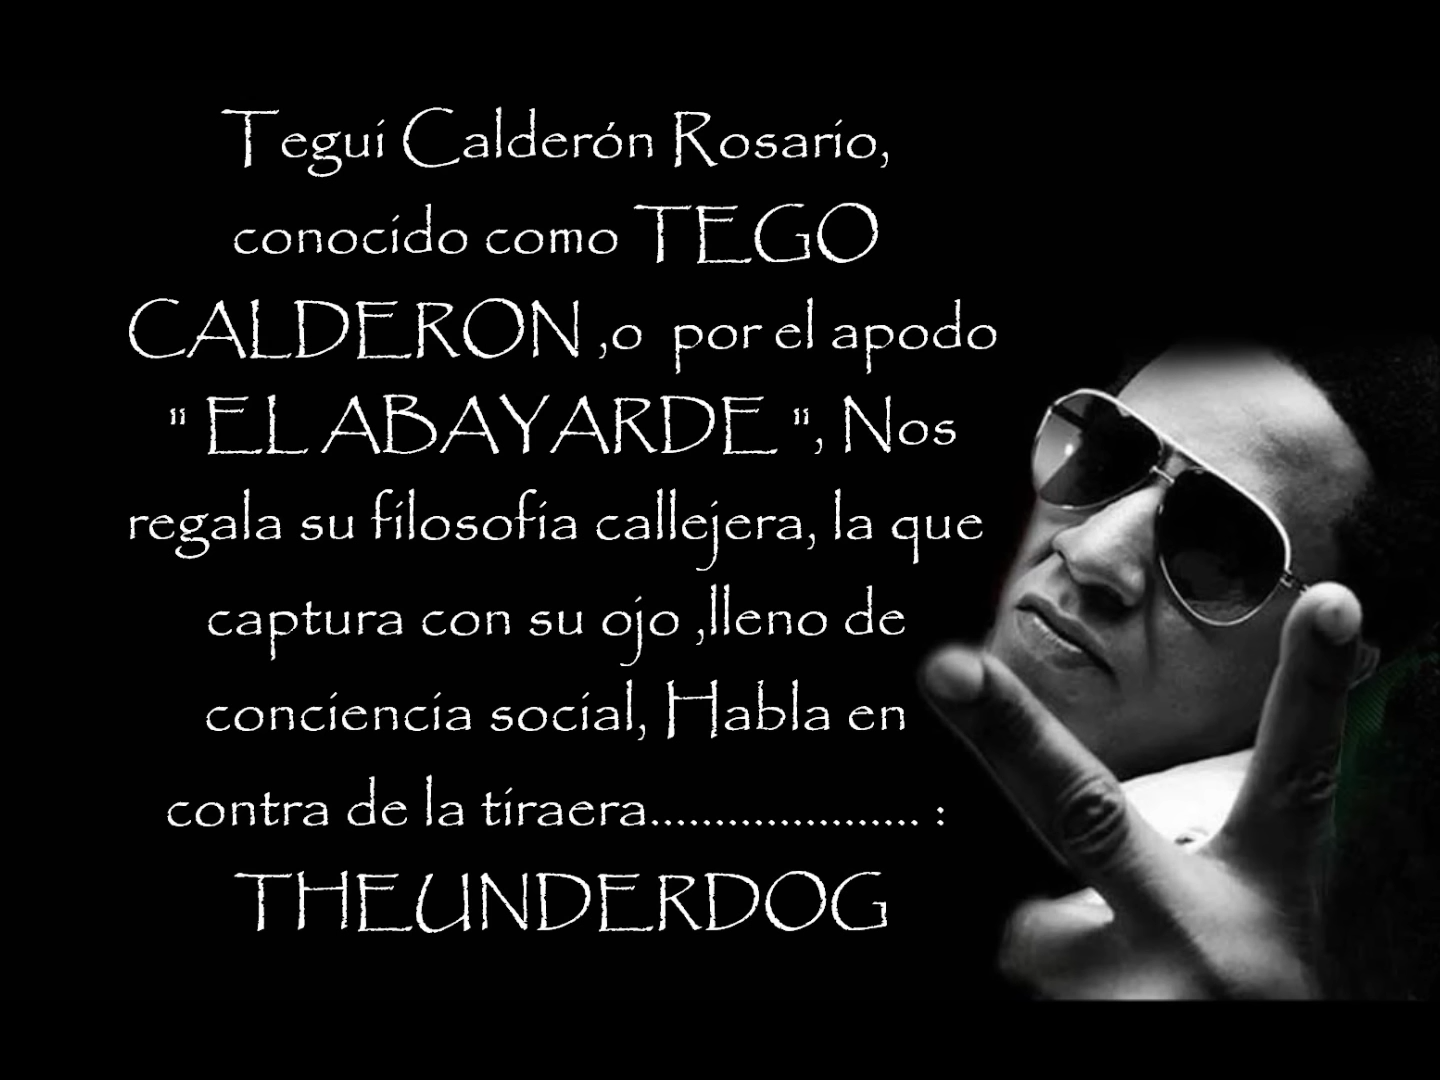 Tegui Calderón Rosario,
conocido como TEGO
CALDERON ,o por el apodo
" EL ABAYARDE ", Nos
regala su filosofia callejera, la que
captura con su ojo ,lleno de
conciencia social, Habla en
contra de la tiraera..................... :
THEUNDERDOG